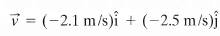 v⃗ = (−2.1 m/s)î + (−2.5 m/s)ĵ